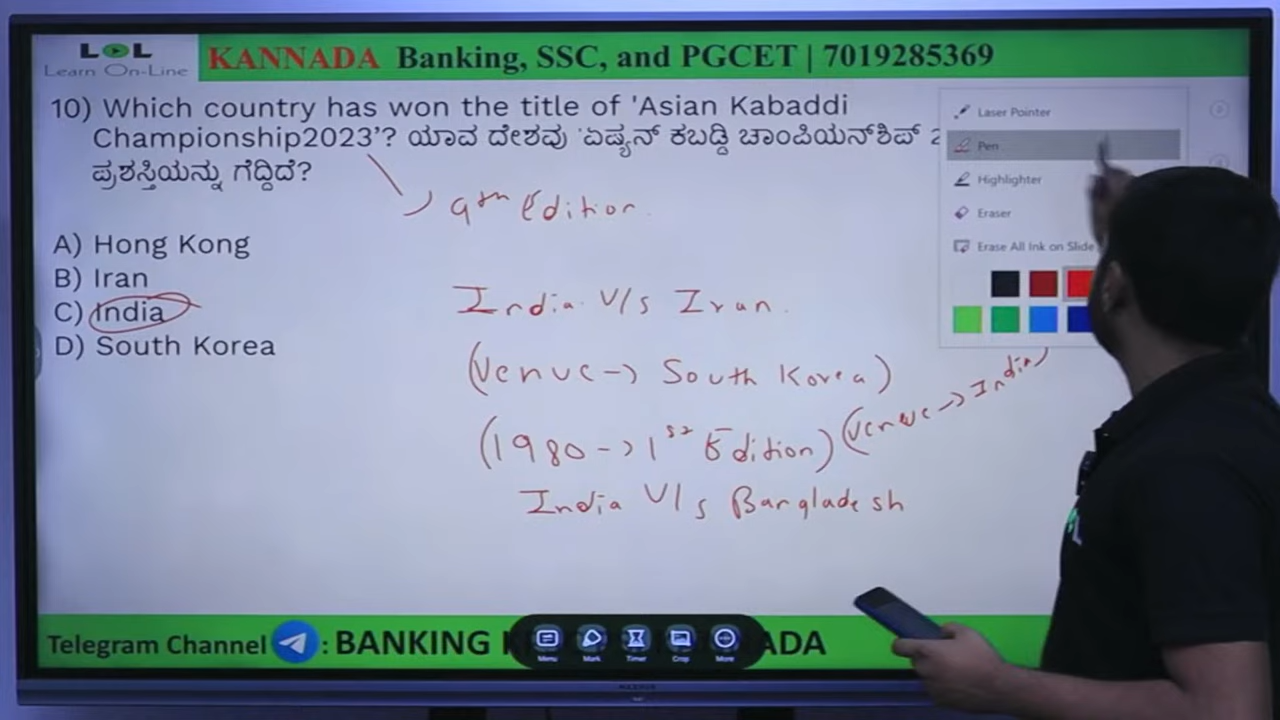 LOL
Learn On-Line
KANNADA Banking, SSC, and PGCET | 7019285369
10) Which country has won the title of 'Asian Kabaddi
Championship2023'? ಯಾವ ದೇಶವು 'ಏಷ್ಯನ್ ಕಬಡ್ಡಿ ಚಾಂಪಿಯನ್‌ಶಿಪ್ 2
ಪ್ರಶಸ್ತಿಯನ್ನು ಗೆದ್ದಿದೆ?
9th Edition
A) Hong Kong
B) Iran
C) India
D) South Korea
India V/s Iran
(Venue -> South Korea)
(1980 -> 1st Edition) (Venue -> India)
India V/s Bangladesh
Laser Pointer
Pen
Highlighter
Eraser
Erase All Ink on Slide
Telegram Channel : BANKING K ADA
Menu Mark Timer Crop More